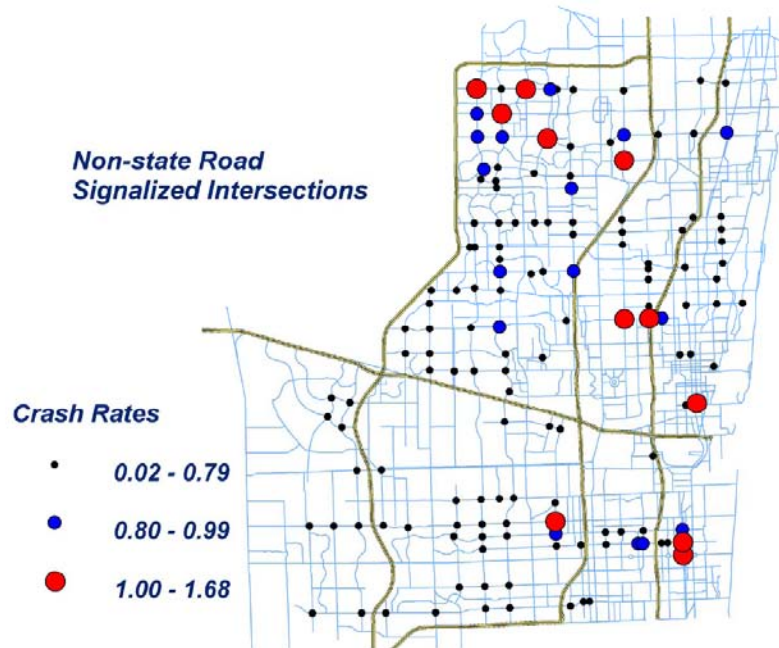 Non-state Road
Signalized Intersections
Crash Rates
0.02 - 0.79
0.80 - 0.99
1.00 - 1.68